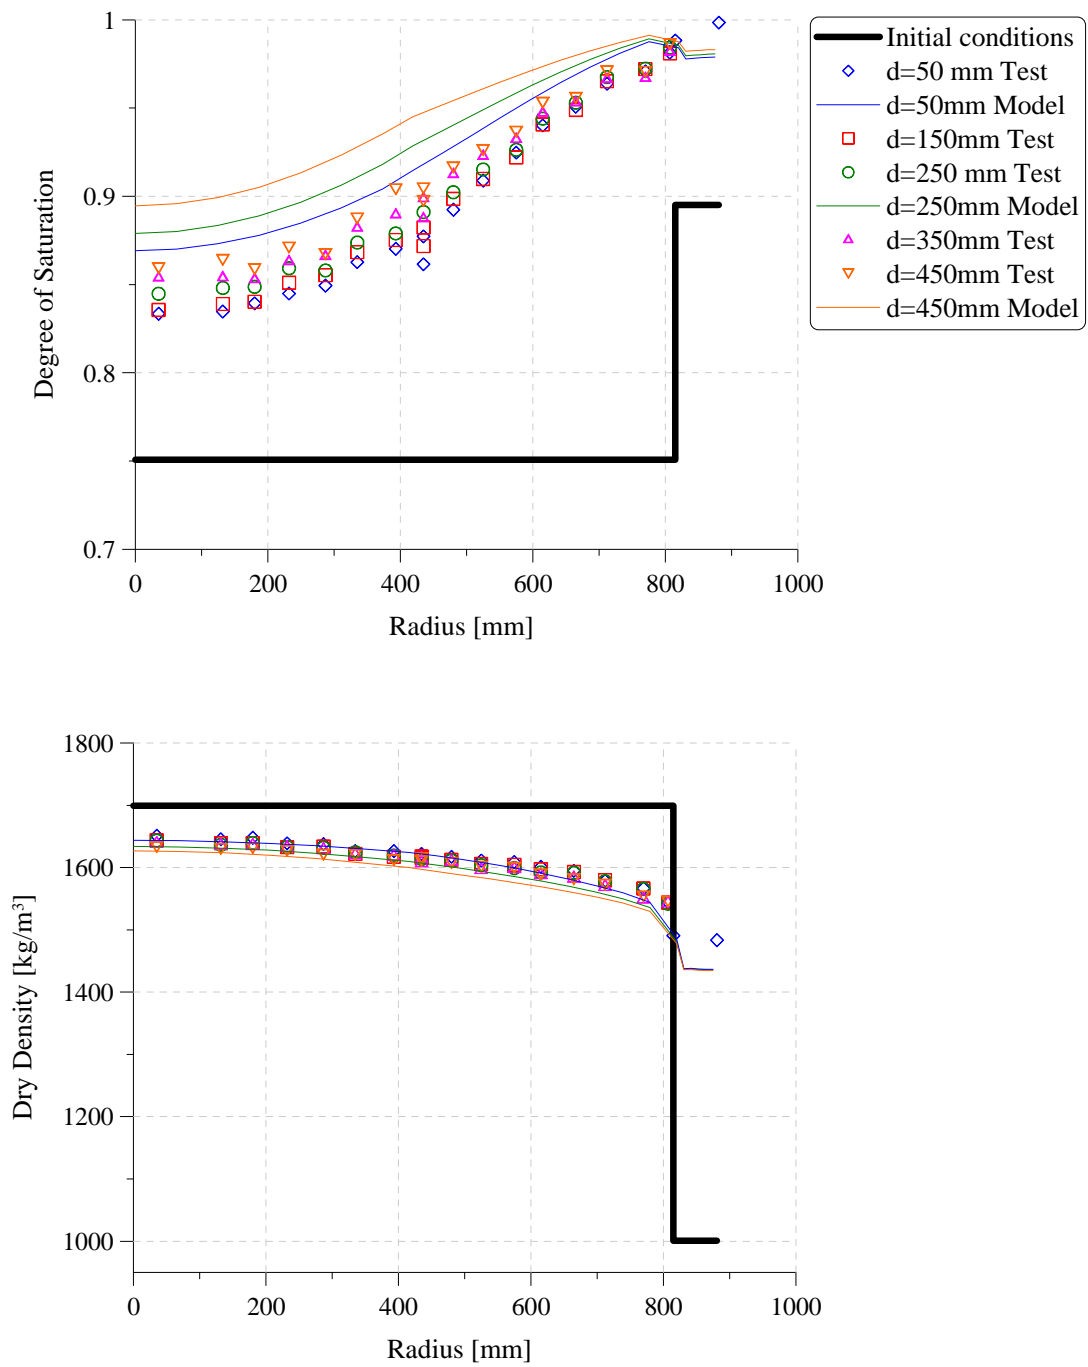 1
0.9
0.8
0.7
0
200
400
600
800
1000
Degree of Saturation
Radius [mm]
Initial conditions
d=50 mm Test
d=50mm Model
d=150mm Test
d=250 mm Test
d=250mm Model
d=350mm Test
d=450mm Test
d=450mm Model
1800
1600
1400
1200
1000
0
200
400
600
800
1000
Dry Density [kg/m³]
Radius [mm]